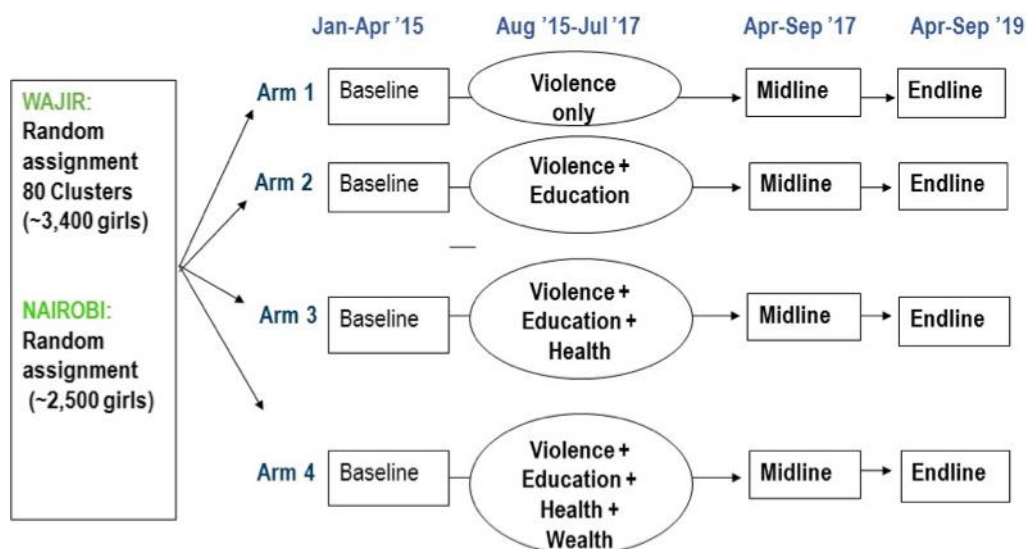 Jan-Apr ’15
Aug ’15-Jul ’17
Apr-Sep ’17
Apr-Sep ’19
WAJIR:
Random
assignment
80 Clusters
(~3,400 girls)
NAIROBI:
Random
assignment
(~2,500 girls)
Arm 1
Baseline
Violence
only
Midline
Endline
Arm 2
Baseline
Violence +
Education
Midline
Endline
Arm 3
Baseline
Violence +
Education +
Health
Midline
Endline
Arm 4
Baseline
Violence +
Education +
Health +
Wealth
Midline
Endline